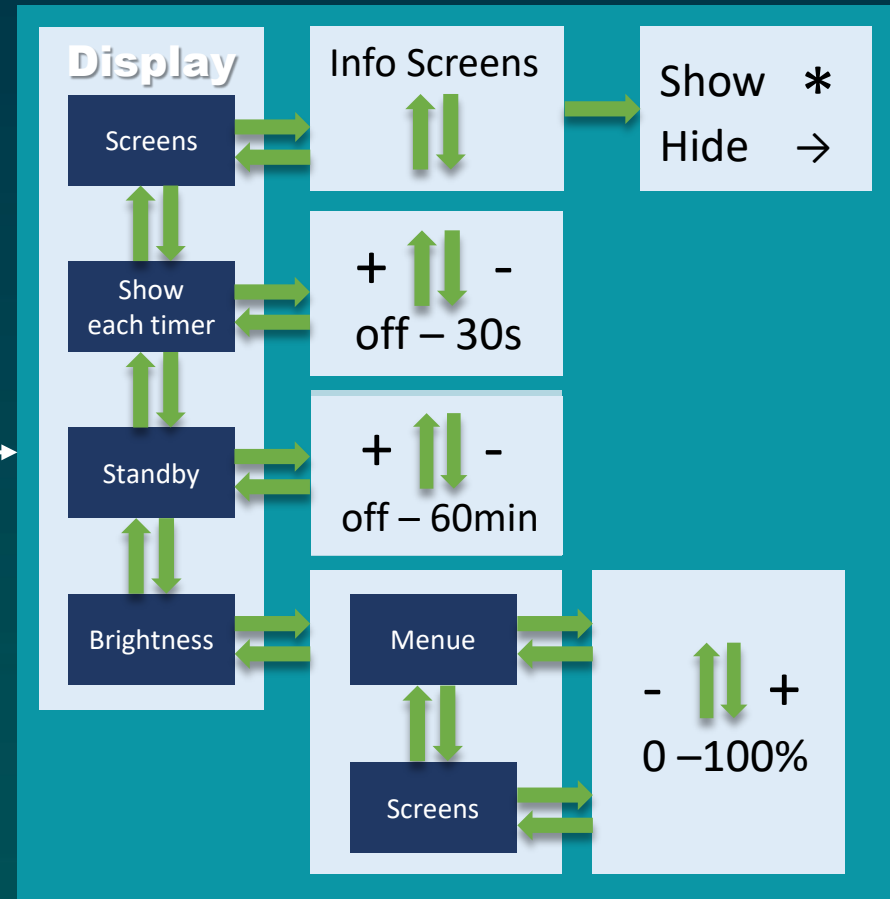 Display
Screens
Info Screens
Show *
Hide →
Show
each timer
+ -
off – 30s
Standby
+ -
off – 60min
Brightness
Menue
Screens
- +
0 –100%